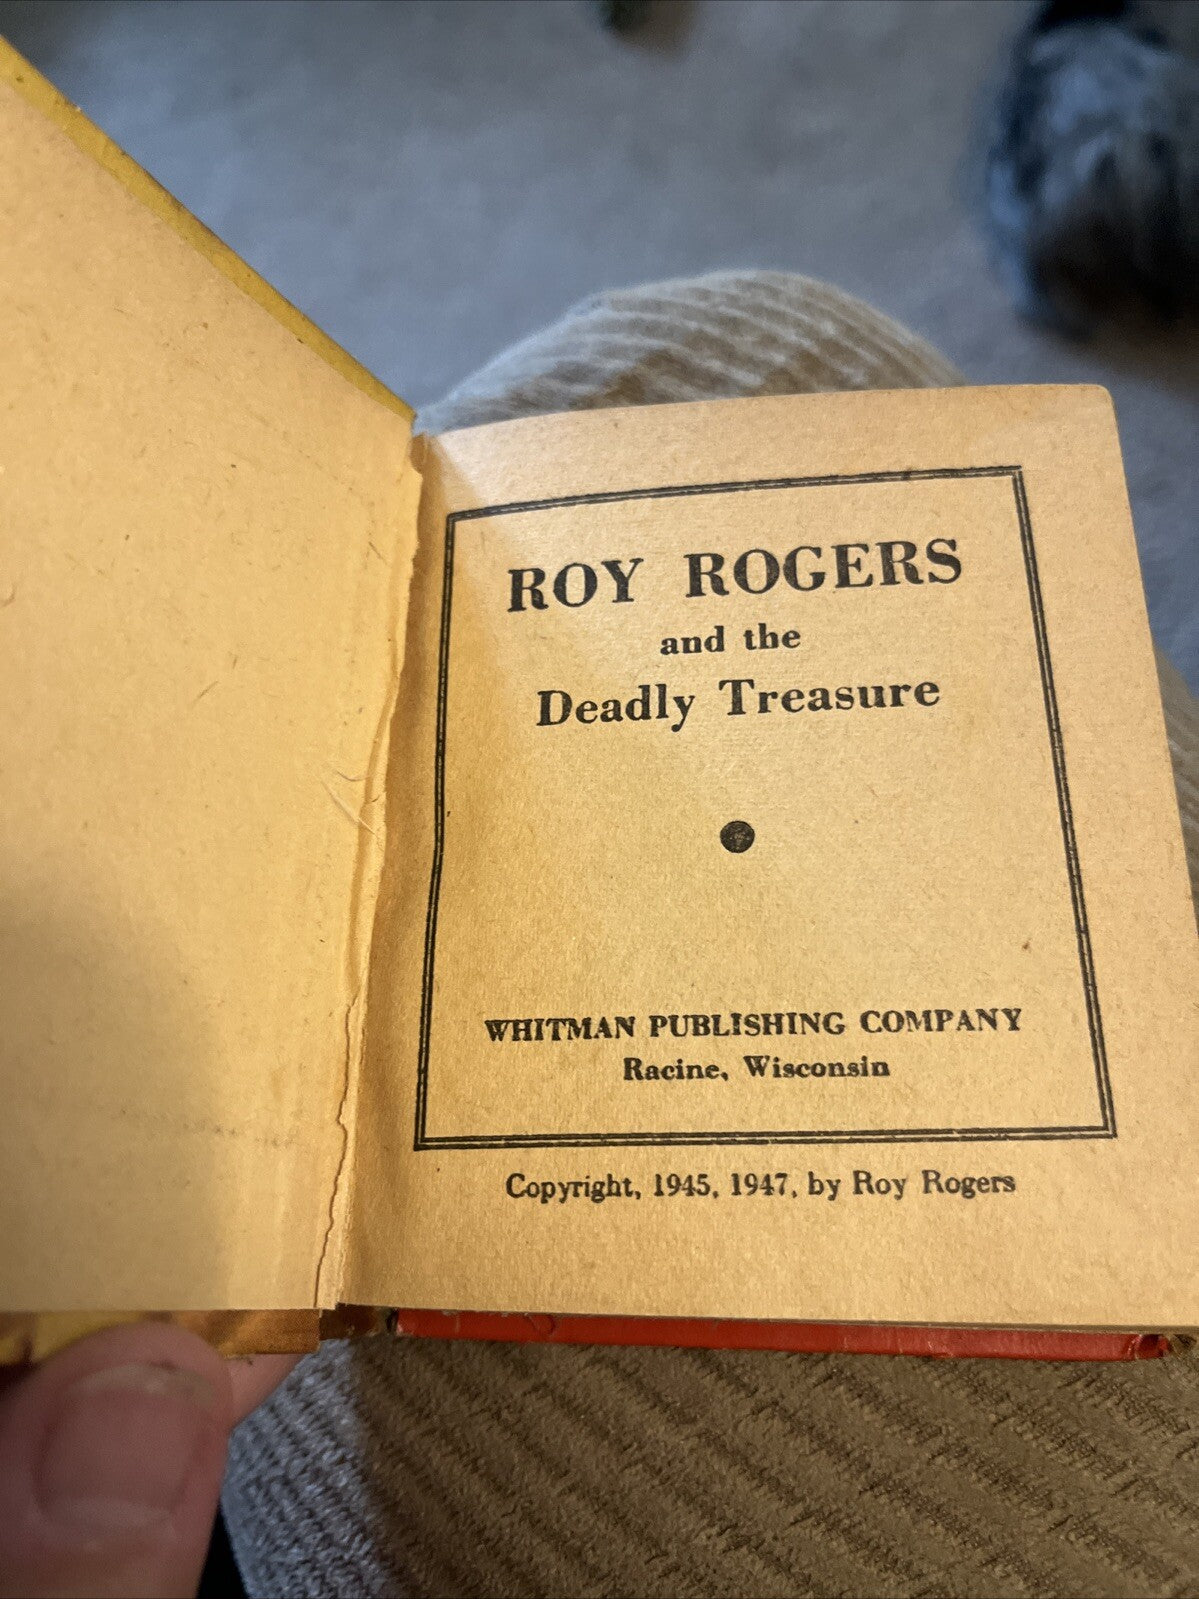 ROY ROGERS
and the
Deadly Treasure
WHITMAN PUBLISHING COMPANY
Racine, Wisconsin
Copyright, 1945, 1947, by Roy Rogers